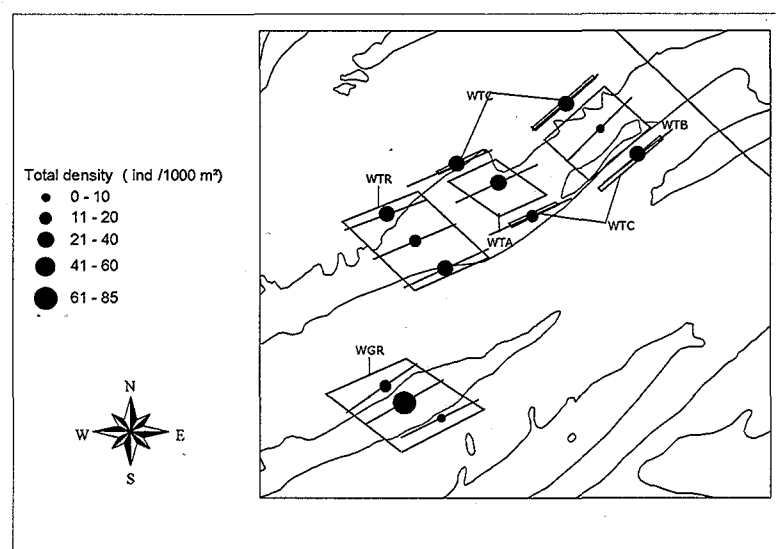 Total density ( ind /1000 m²)
0 - 10
11 - 20
21 - 40
41 - 60
61 - 85
N
W E
S
WTC
WTB
WTR
WTA
WTC
WGR